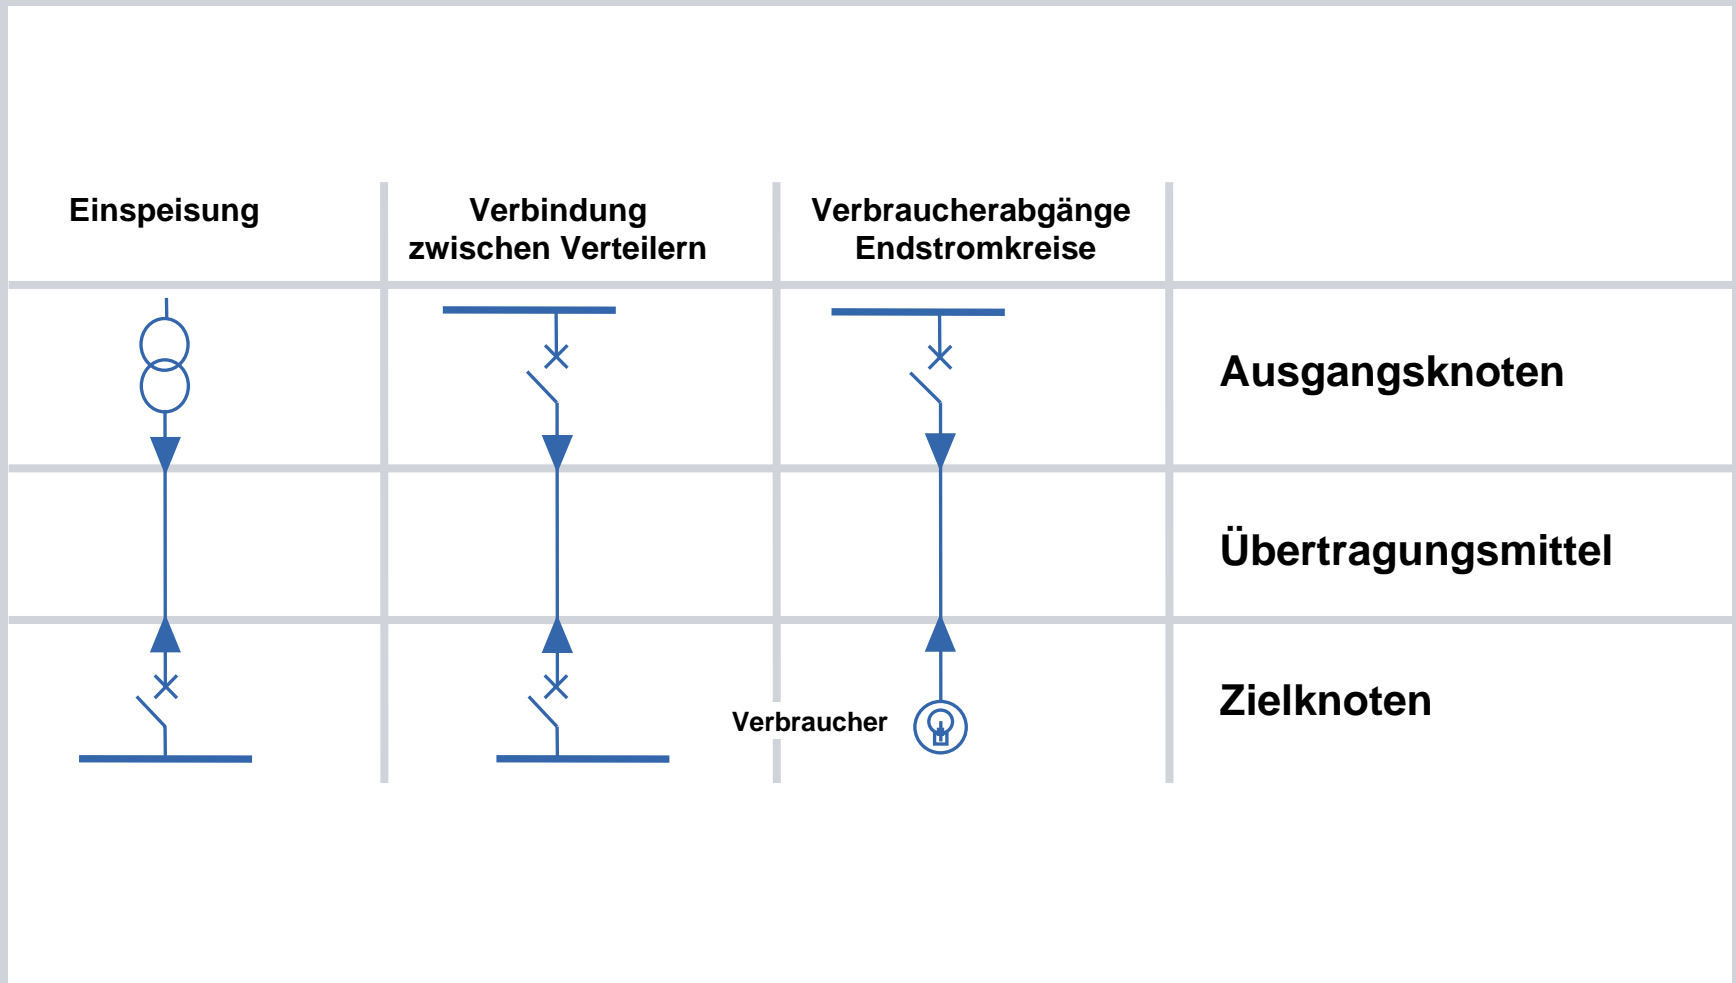 Einspeisung
Verbindung
zwischen Verteilern
Verbraucherabgänge
Endstromkreise
Ausgangsknoten
Übertragungsmittel
Zielknoten
Verbraucher